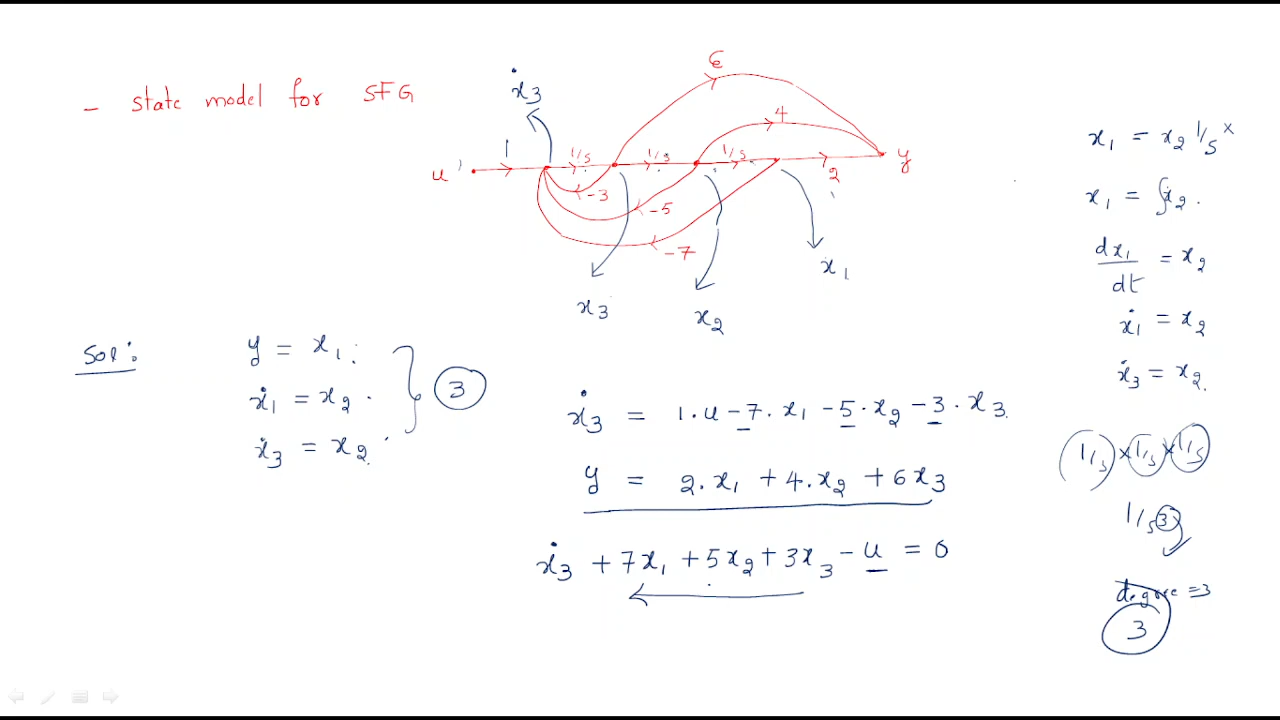 - state model for SFG
ẋ3
6
4
u 1 1/s 1/s 1/s 2 y
-3
-5
-7
x3
x2
x1
Sol:
y = x1
ẋ1 = x2
ẋ3 = x2
3
ẋ3 = 1.u - 7.x1 - 5.x2 - 3.x3
y = 2.x1 + 4.x2 + 6x3
ẋ3 + 7x1 + 5x2 + 3x3 - u = 0
x1 = x2 1/s x
x1 = ∫x2.
dx1/dt = x2
ẋ1 = x2
ẋ3 = x2.
1/s x 1/s x 1/s
1/s3
degree = 3
3